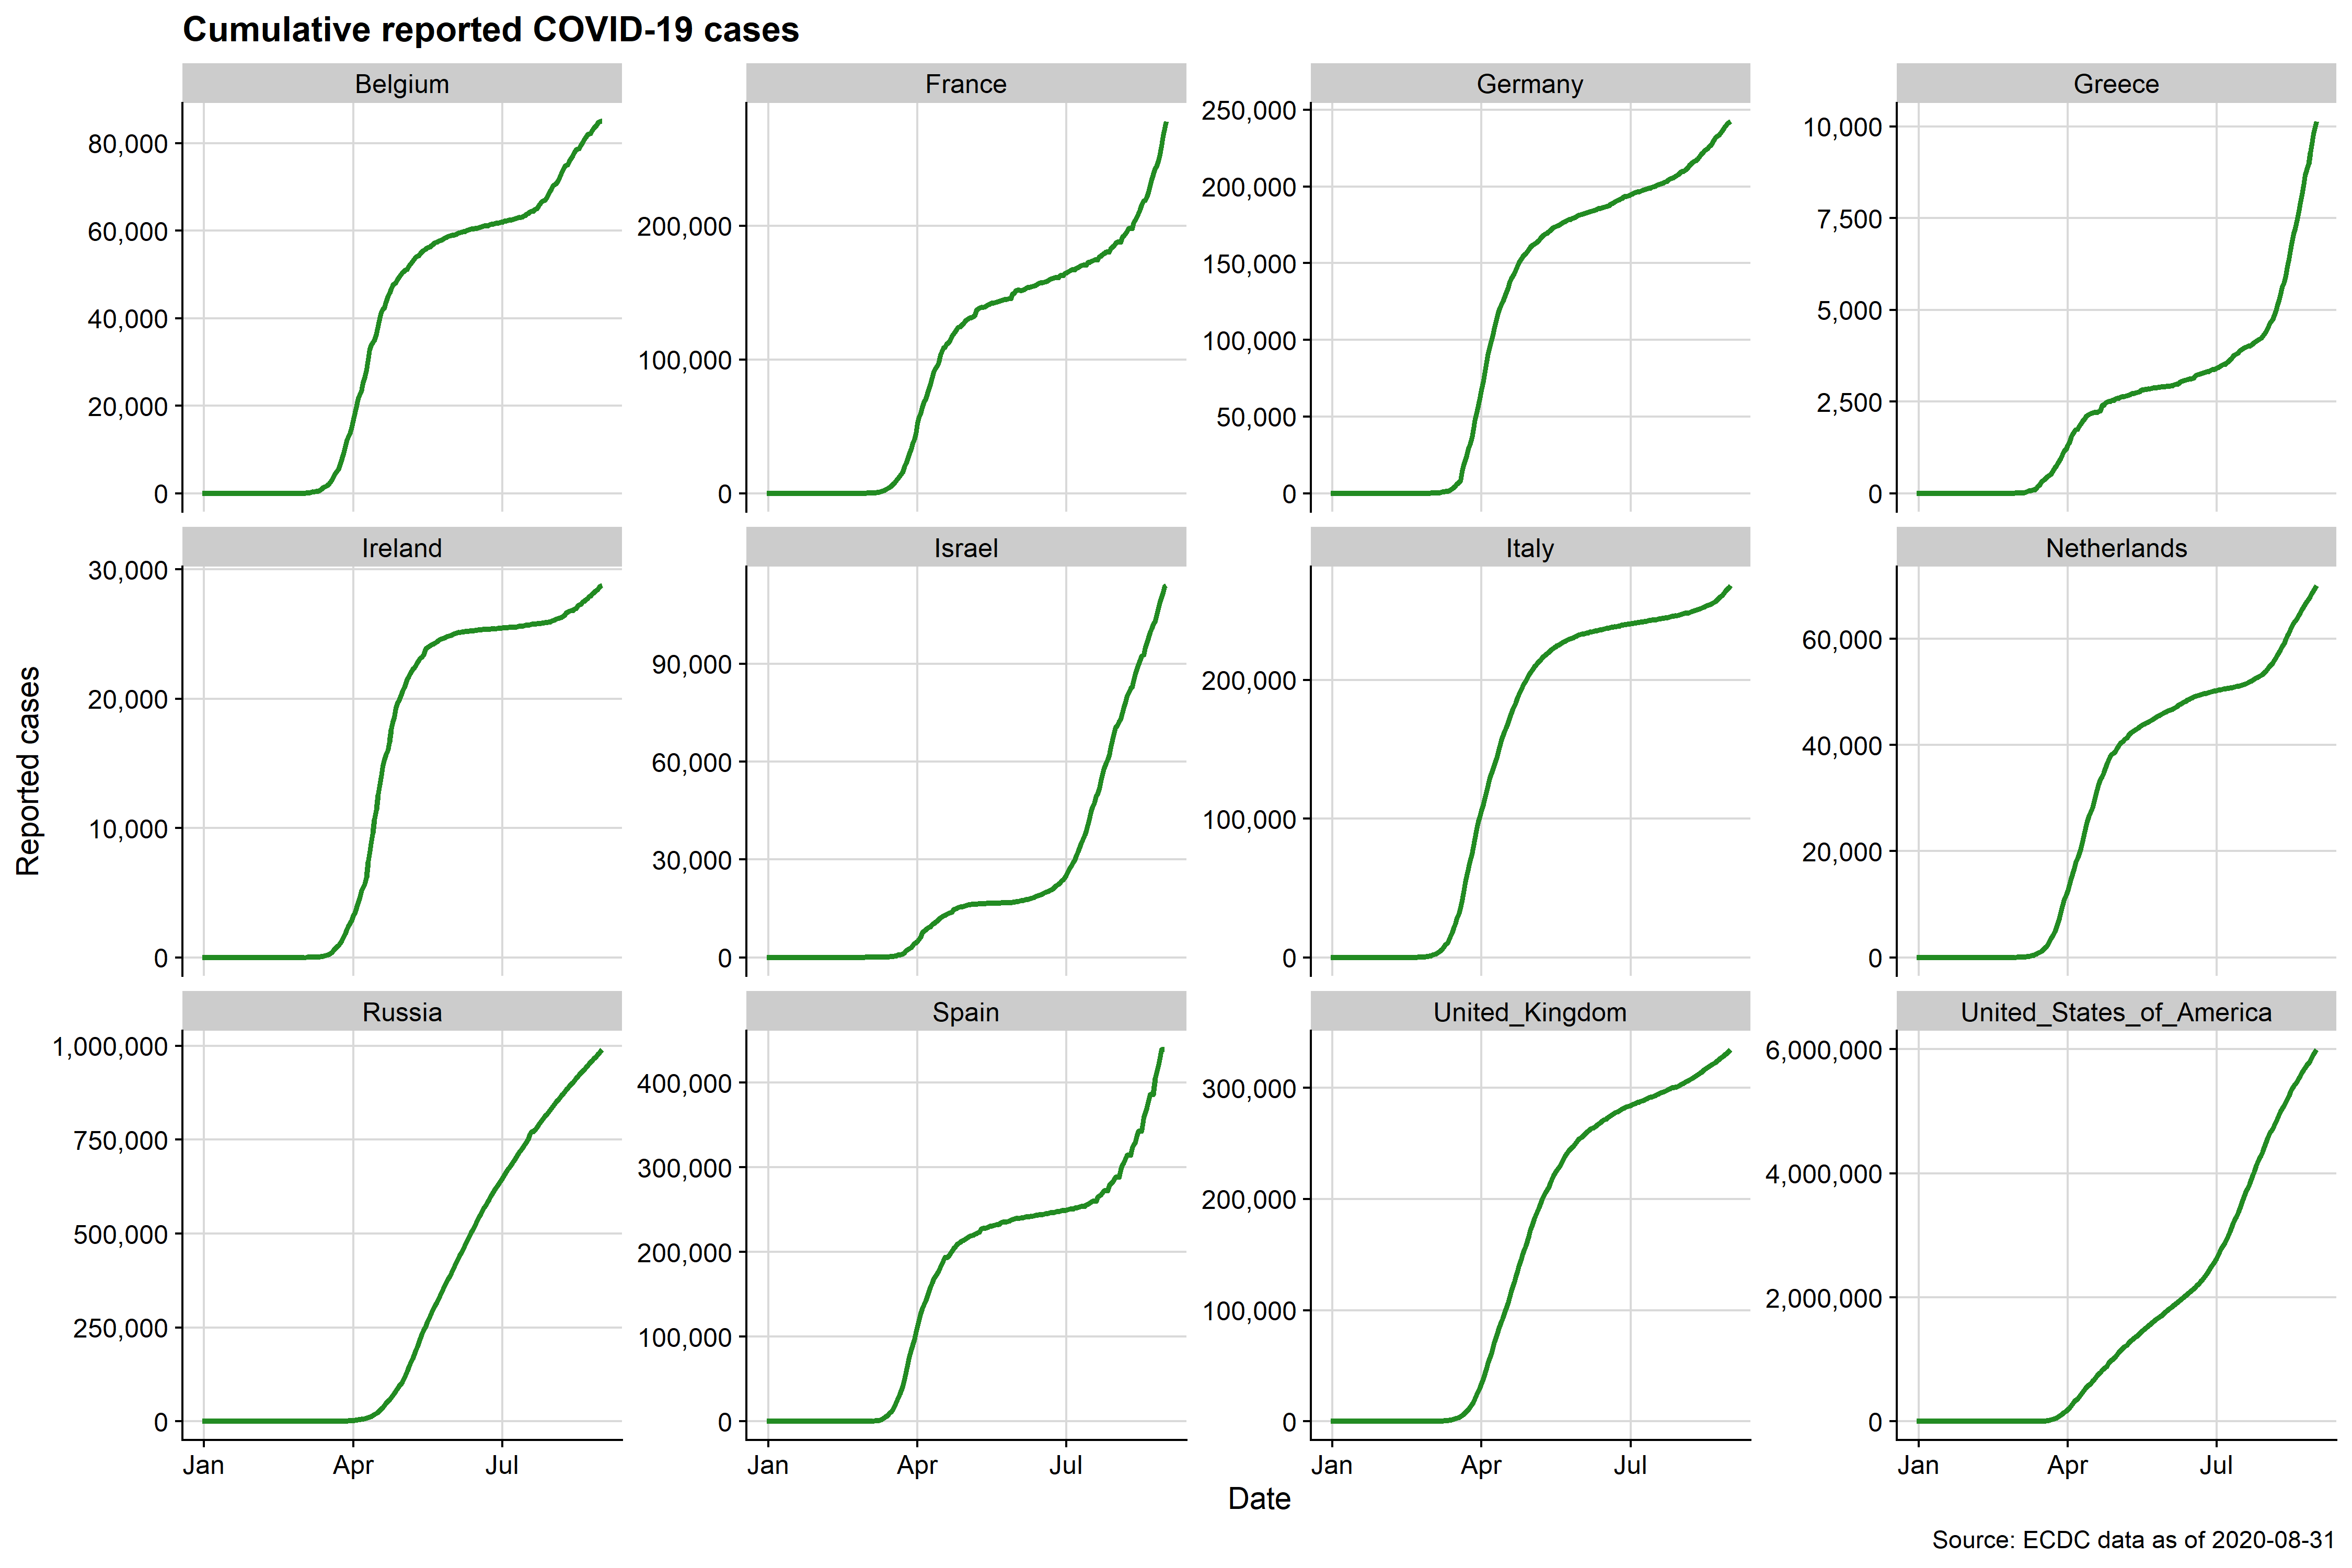 Cumulative reported COVID-19 cases
Belgium
France
Germany
Greece
80,000
60,000
40,000
20,000
0
200,000
100,000
0
250,000
200,000
150,000
100,000
50,000
0
10,000
7,500
5,000
2,500
0
Ireland
Israel
Italy
Netherlands
30,000
20,000
10,000
0
90,000
60,000
30,000
0
200,000
100,000
0
60,000
40,000
20,000
0
Russia
Spain
United_Kingdom
United_States_of_America
1,000,000
750,000
500,000
250,000
0
400,000
300,000
200,000
100,000
0
300,000
200,000
100,000
0
6,000,000
4,000,000
2,000,000
0
Jan Apr Jul
Jan Apr Jul
Jan Apr Jul
Jan Apr Jul
Reported cases
Date
Source: ECDC data as of 2020-08-31